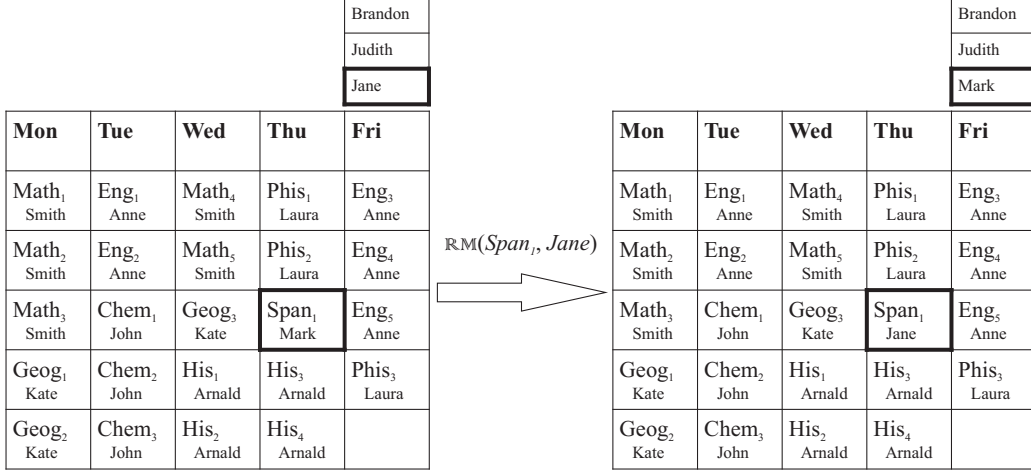 Brandon
Judith
Jane
Mon Tue Wed Thu Fri
Math₁ Eng₁ Math₄ Phis₁ Eng₃
Smith Anne Smith Laura Anne
Math₂ Eng₂ Math₅ Phis₂ Eng₄
Smith Anne Smith Laura Anne
Math₃ Chem₁ Geog₃ Span₁ Eng₅
Smith John Kate Mark Anne
Geog₁ Chem₂ His₁ His₃ Phis₃
Kate John Arnald Arnald Laura
Geog₂ Chem₃ His₂ His₄
Kate John Arnald Arnald
ℝ𝕄(Span₁, Jane)
Brandon
Judith
Mark
Mon Tue Wed Thu Fri
Math₁ Eng₁ Math₄ Phis₁ Eng₃
Smith Anne Smith Laura Anne
Math₂ Eng₂ Math₅ Phis₂ Eng₄
Smith Anne Smith Laura Anne
Math₃ Chem₁ Geog₃ Span₁ Eng₅
Smith John Kate Jane Anne
Geog₁ Chem₂ His₁ His₃ Phis₃
Kate John Arnald Arnald Laura
Geog₂ Chem₃ His₂ His₄
Kate John Arnald Arnald